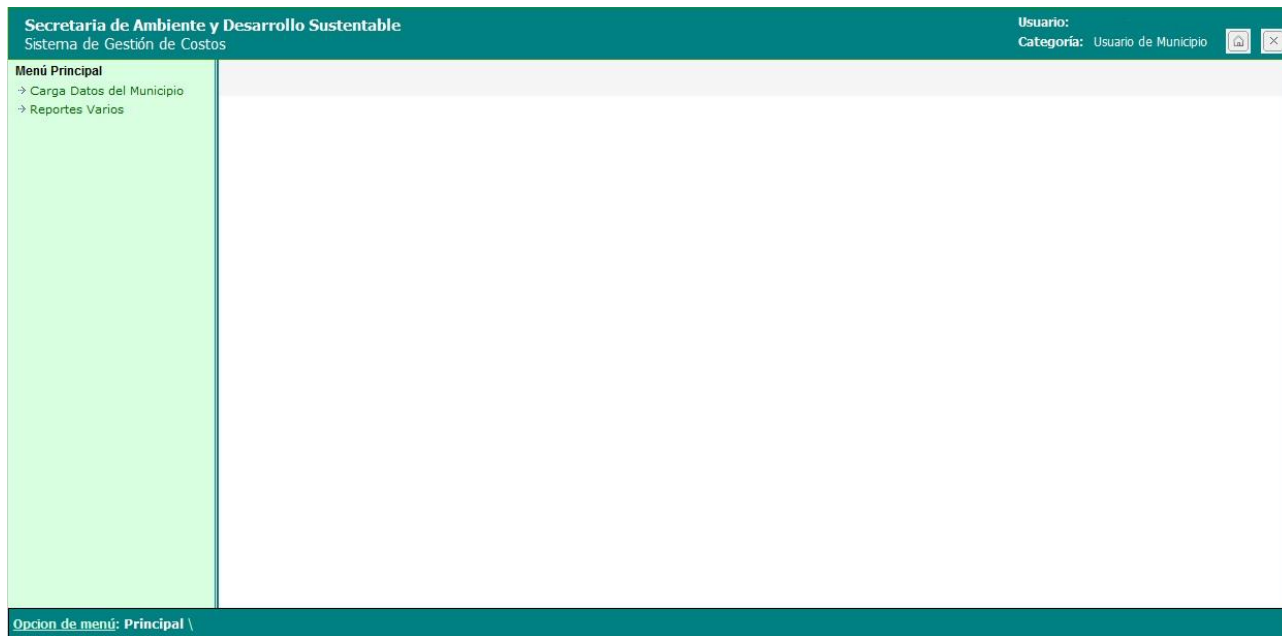 Secretaria de Ambiente y Desarrollo Sustentable
Sistema de Gestión de Costos
Usuario:
Categoría: Usuario de Municipio
Menú Principal
Carga Datos del Municipio
Reportes Varios
Opcion de menú: Principal \